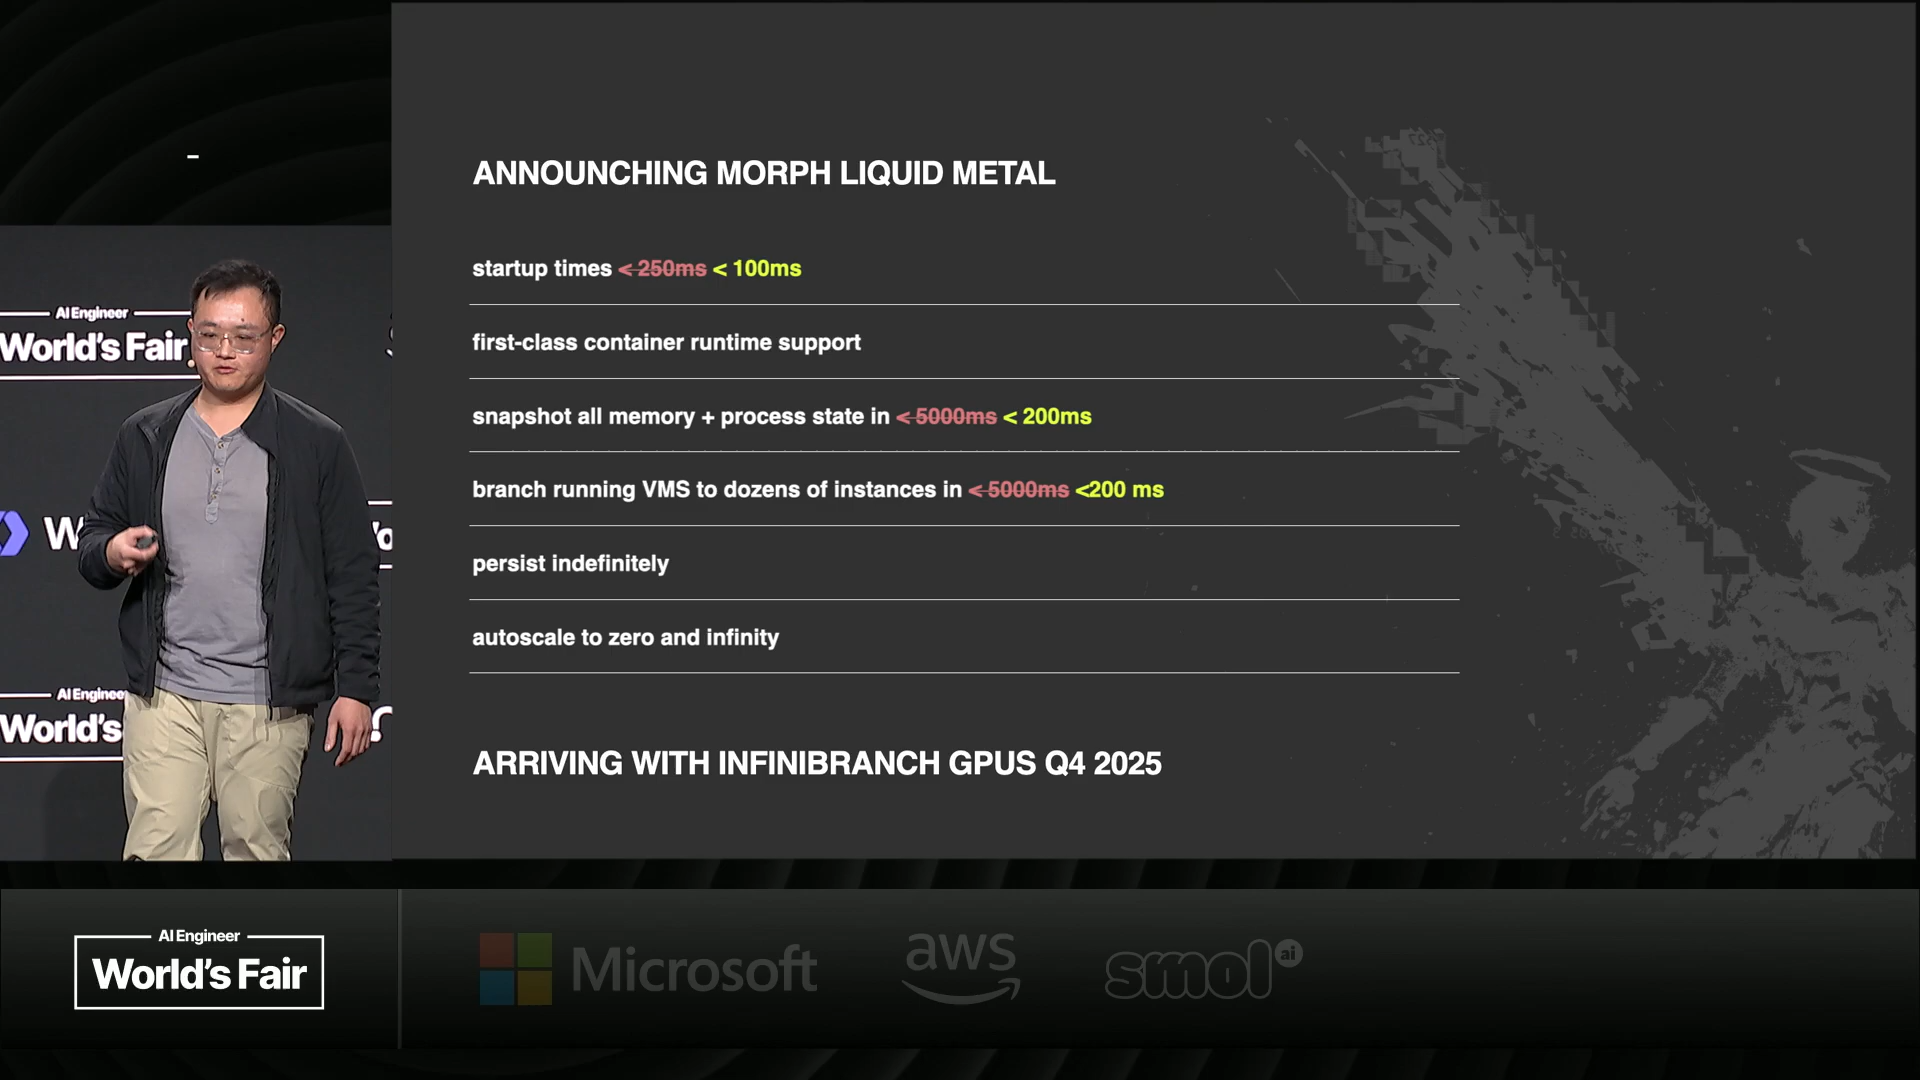 ANNOUNCHING MORPH LIQUID METAL
startup times < 250ms < 100ms
first-class container runtime support
snapshot all memory + process state in < 5000ms < 200ms
branch running VMS to dozens of instances in < 5000ms <200 ms
persist indefinitely
autoscale to zero and infinity
ARRIVING WITH INFINIBRANCH GPUS Q4 2025
AI Engineer
World's Fair
W
AI Enginee
World's
AI Engineer
World's Fair
Microsoft
aws
smol ai